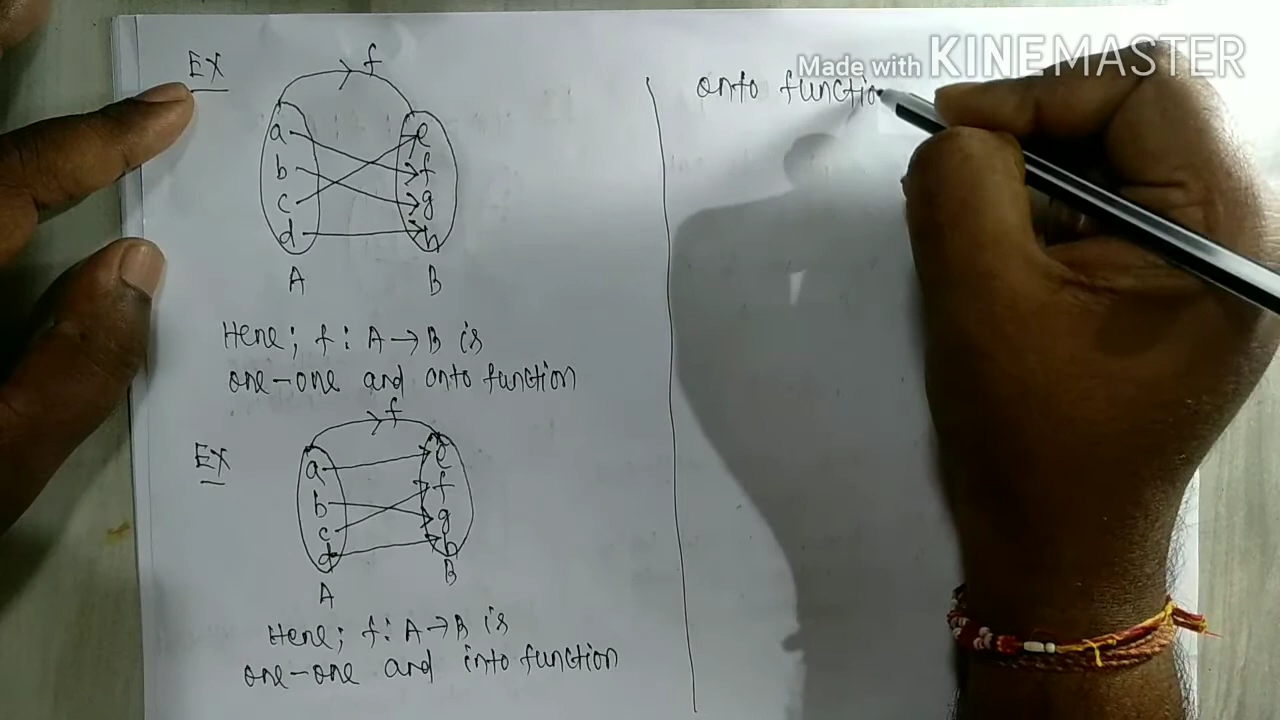 EX
f
a
b
c
d
e
f
g
h
A
B
Here; f: A → B is
one-one and onto function
EX
f
a
b
c
d
e
f
g
h
A
B
Here; f: A → B is
one-one and into function
onto functio
Made with KINEMASTER